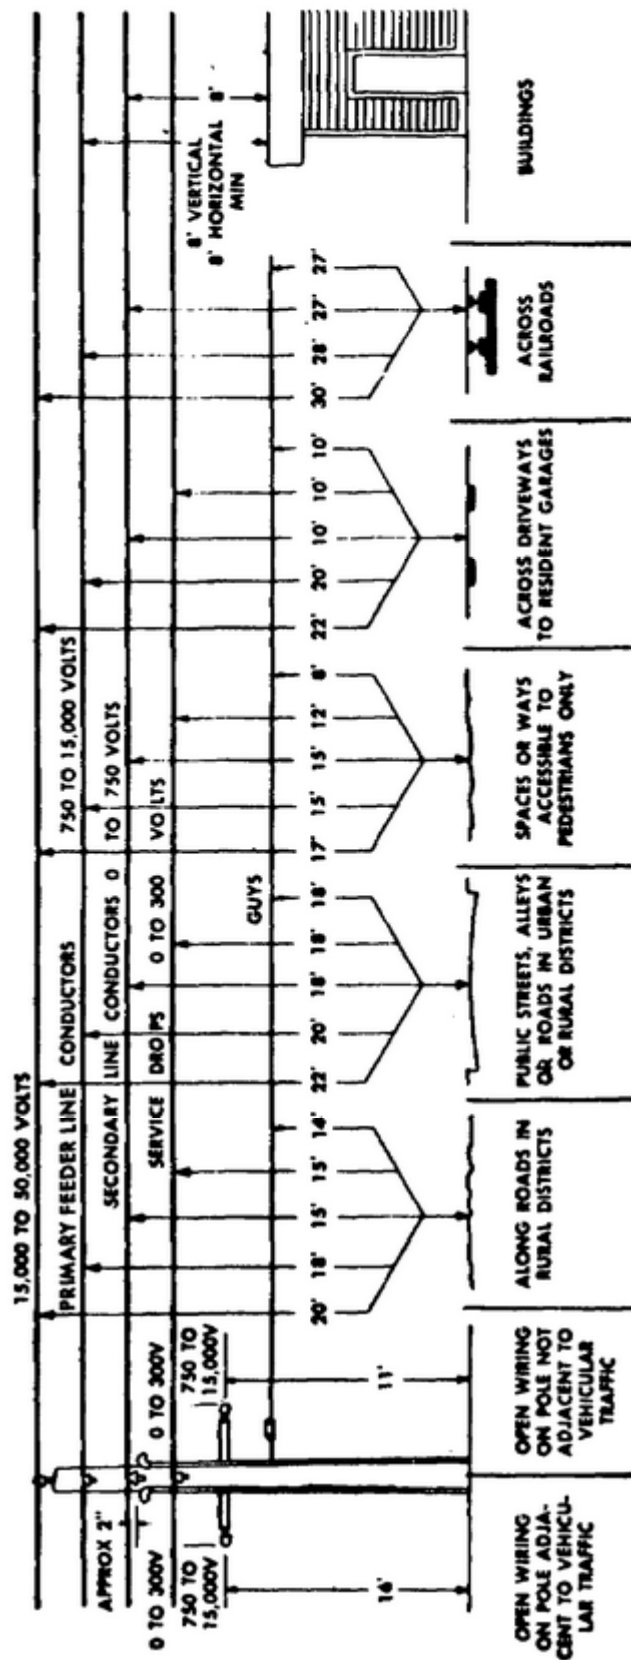 15,000 TO 50,000 VOLTS
PRIMARY FEEDER LINE CONDUCTORS 750 TO 15,000 VOLTS
SECONDARY LINE CONDUCTORS 0 TO 750 VOLTS
APPROX 2"
SERVICE DROPS 0 TO 300 VOLTS
0 TO 300V
0 TO 300V
750 TO
15,000V
750 TO
15,000V
GUYS
8' VERTICAL
8' HORIZONTAL
MIN
8'
16'
11'
20' 18' 15' 15' 14'
22' 20' 18' 18' 18'
17' 15' 15' 12' 8'
22' 20' 10' 10' 10'
30' 28' 27' 27'
OPEN WIRING
ON POLE ADJA-
CENT TO VEHICU-
LAR TRAFFIC
OPEN WIRING
ON POLE NOT
ADJACENT TO
VEHICULAR
TRAFFIC
ALONG ROADS IN
RURAL DISTRICTS
PUBLIC STREETS, ALLEYS
OR ROADS IN URBAN
OR RURAL DISTRICTS
SPACES OR WAYS
ACCESSIBLE TO
PEDESTRIANS ONLY
ACROSS DRIVEWAYS
TO RESIDENT GARAGES
ACROSS
RAILROADS
BUILDINGS